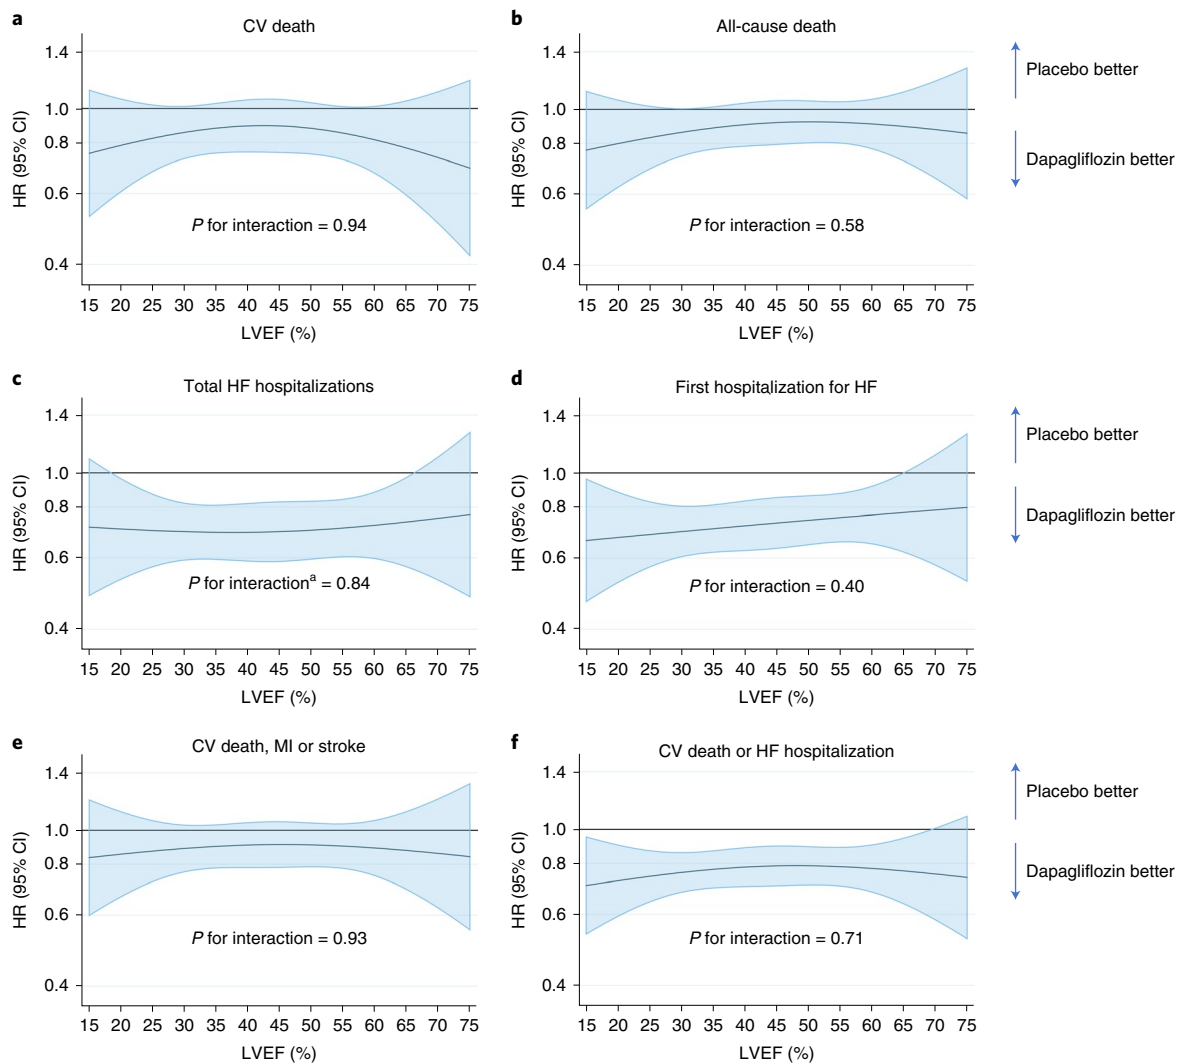 a
CV death
1.4
1.0
0.8
0.6
0.4
HR (95% CI)
P for interaction = 0.94
15 20 25 30 35 40 45 50 55 60 65 70 75
LVEF (%)
b
All-cause death
1.4
1.0
0.8
0.6
0.4
HR (95% CI)
P for interaction = 0.58
15 20 25 30 35 40 45 50 55 60 65 70 75
LVEF (%)
Placebo better
Dapagliflozin better
c
Total HF hospitalizations
1.4
1.0
0.8
0.6
0.4
HR (95% CI)
P for interactionᵃ = 0.84
15 20 25 30 35 40 45 50 55 60 65 70 75
LVEF (%)
d
First hospitalization for HF
1.4
1.0
0.8
0.6
0.4
HR (95% CI)
P for interaction = 0.40
15 20 25 30 35 40 45 50 55 60 65 70 75
LVEF (%)
Placebo better
Dapagliflozin better
e
CV death, MI or stroke
1.4
1.0
0.8
0.6
0.4
HR (95% CI)
P for interaction = 0.93
15 20 25 30 35 40 45 50 55 60 65 70 75
LVEF (%)
f
CV death or HF hospitalization
1.4
1.0
0.8
0.6
0.4
HR (95% CI)
P for interaction = 0.71
15 20 25 30 35 40 45 50 55 60 65 70 75
LVEF (%)
Placebo better
Dapagliflozin better